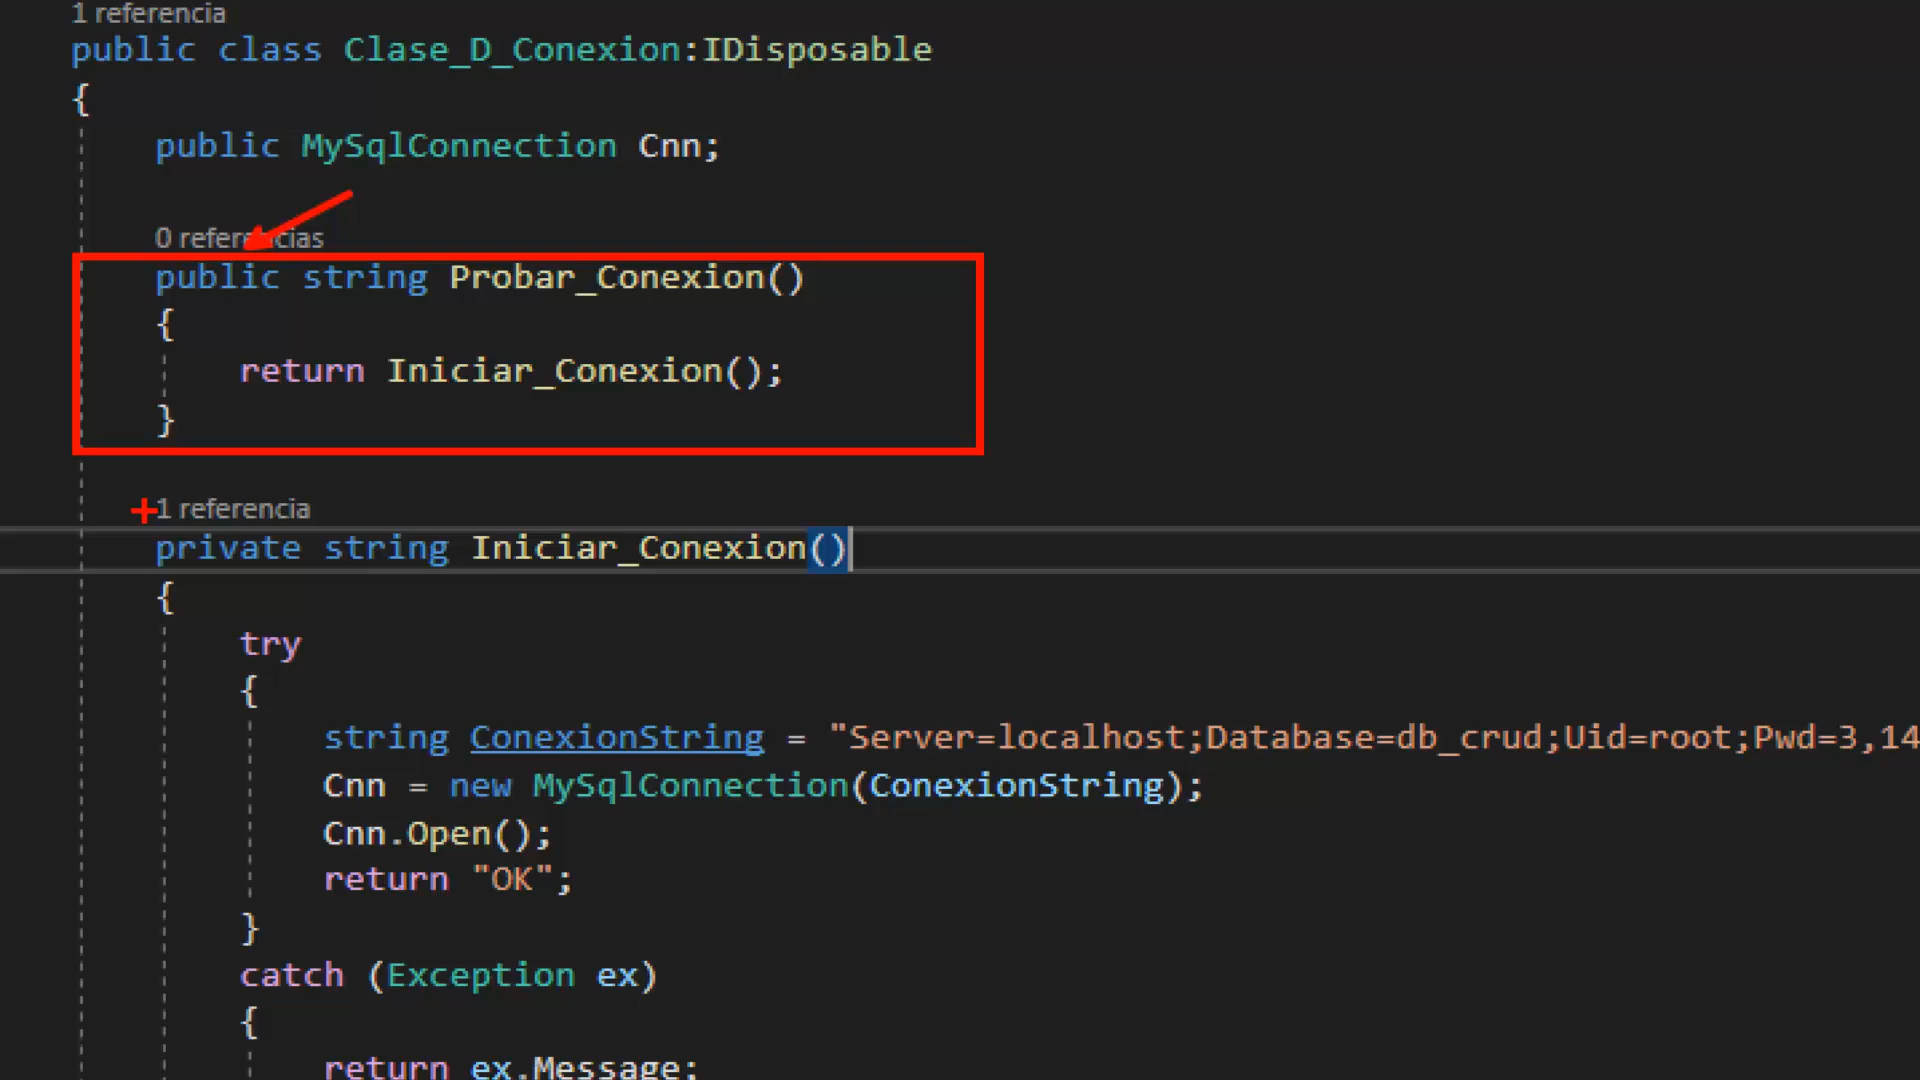 1 referencia
public class Clase_D_Conexion:IDisposable
{
public MySqlConnection Cnn;
0 referencias
public string Probar_Conexion()
{
return Iniciar_Conexion();
}
1 referencia
private string Iniciar_Conexion()
{
try
{
string ConexionString = "Server=localhost;Database=db_crud;Uid=root;Pwd=3,14
Cnn = new MySqlConnection(ConexionString);
Cnn.Open();
return "OK";
}
catch (Exception ex)
{
return ex.Message;